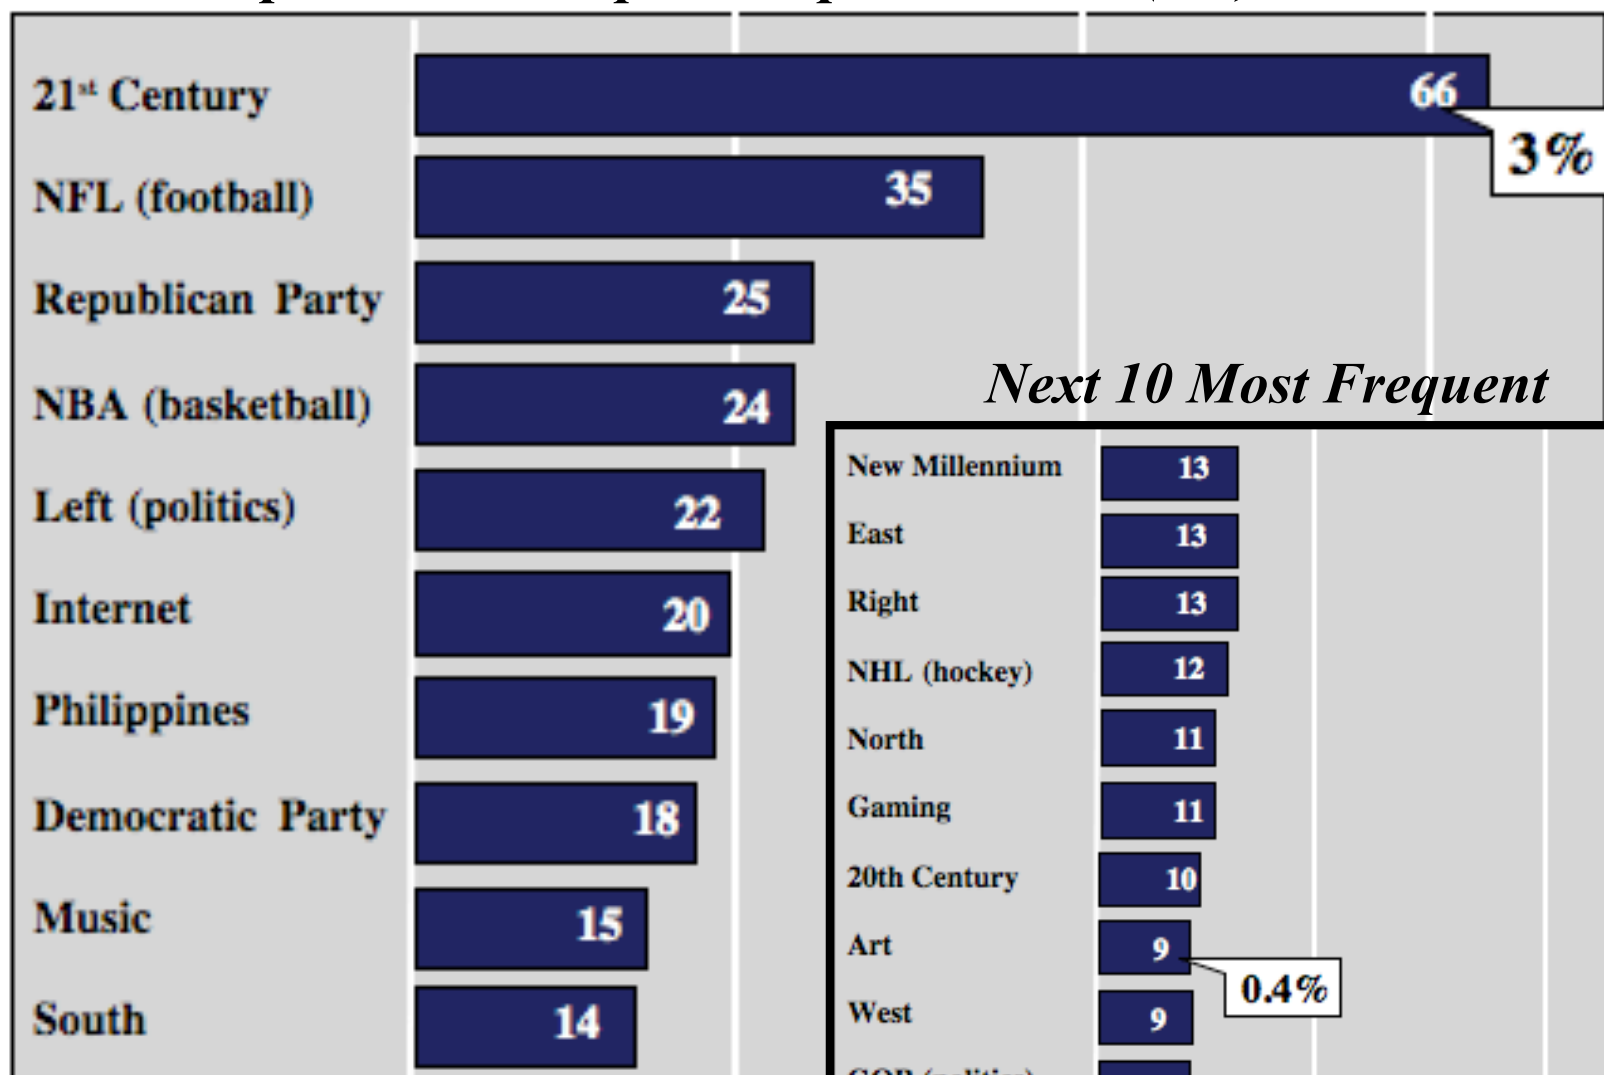 21st Century 66
3%
NFL (football) 35
Republican Party 25
NBA (basketball) 24
Left (politics) 22
Internet 20
Philippines 19
Democratic Party 18
Music 15
South 14
Next 10 Most Frequent
New Millennium 13
East 13
Right 13
NHL (hockey) 12
North 11
Gaming 11
20th Century 10
Art 9
0.4%
West 9